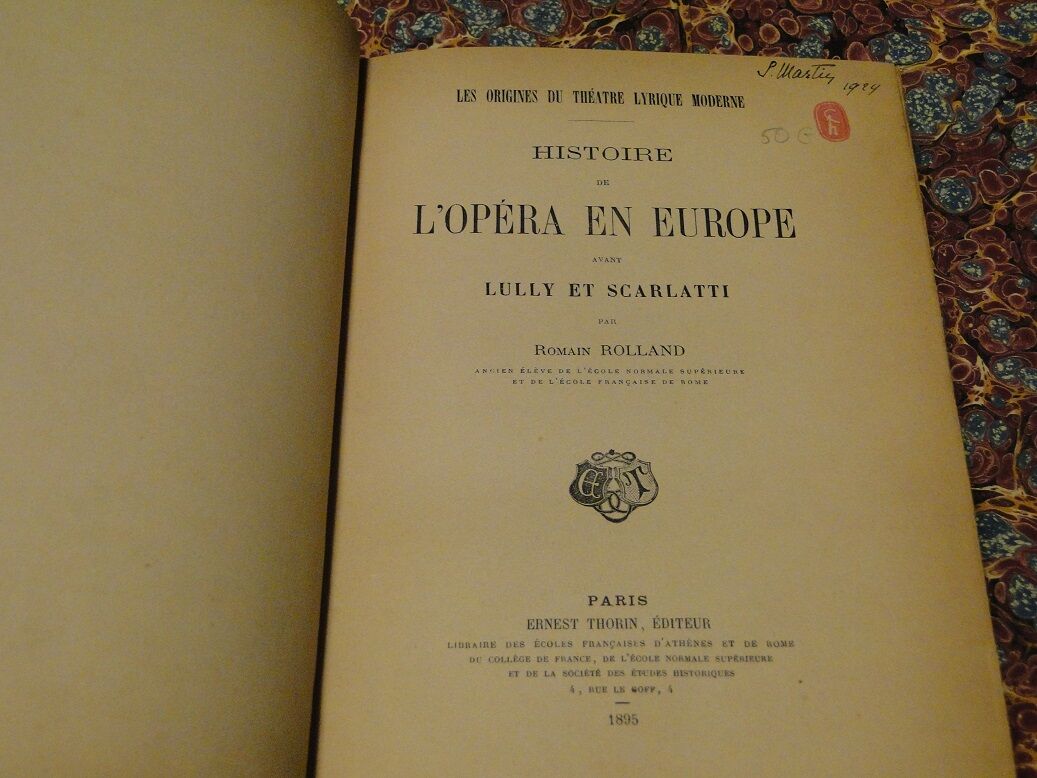 S. Martin 1924
LES ORIGINES DU THÉATRE LYRIQUE MODERNE
50 €
HISTOIRE
DE
L'OPÉRA EN EUROPE
AVANT
LULLY ET SCARLATTI
PAR
ROMAIN ROLLAND
ANCIEN ÉLÈVE DE L'ÉCOLE NORMALE SUPÉRIEURE
ET DE L'ÉCOLE FRANÇAISE DE ROME
ET
PARIS
ERNEST THORIN, ÉDITEUR
LIBRAIRE DES ÉCOLES FRANÇAISES D'ATHÈNES ET DE ROME
DU COLLÈGE DE FRANCE, DE L'ÉCOLE NORMALE SUPÉRIEURE
ET DE LA SOCIÉTÉ DES ÉTUDES HISTORIQUES
4, RUE LE GOFF, 4
1895